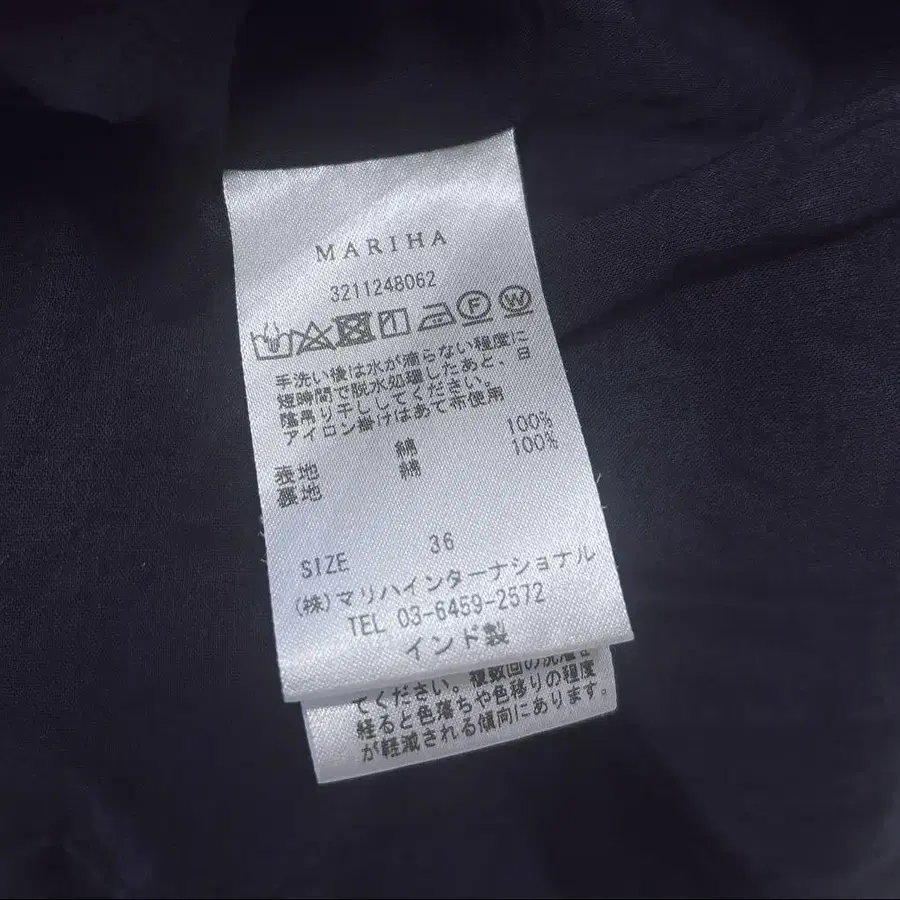 MARIHA
3211248062
F W
手洗い後は水が滴らない程度に
短時間で脱水処理したあと、日
陰吊り干ししてください。
アイロン掛けはあて布使用
表地 綿 100%
裏地 綿 100%
SIZE 36
(株)マリハインターナショナル
TEL 03-6459-2572
インド製
てください。複数回の洗濯を
経ると色落ちや色移りの程度
が軽減される傾向にあります。